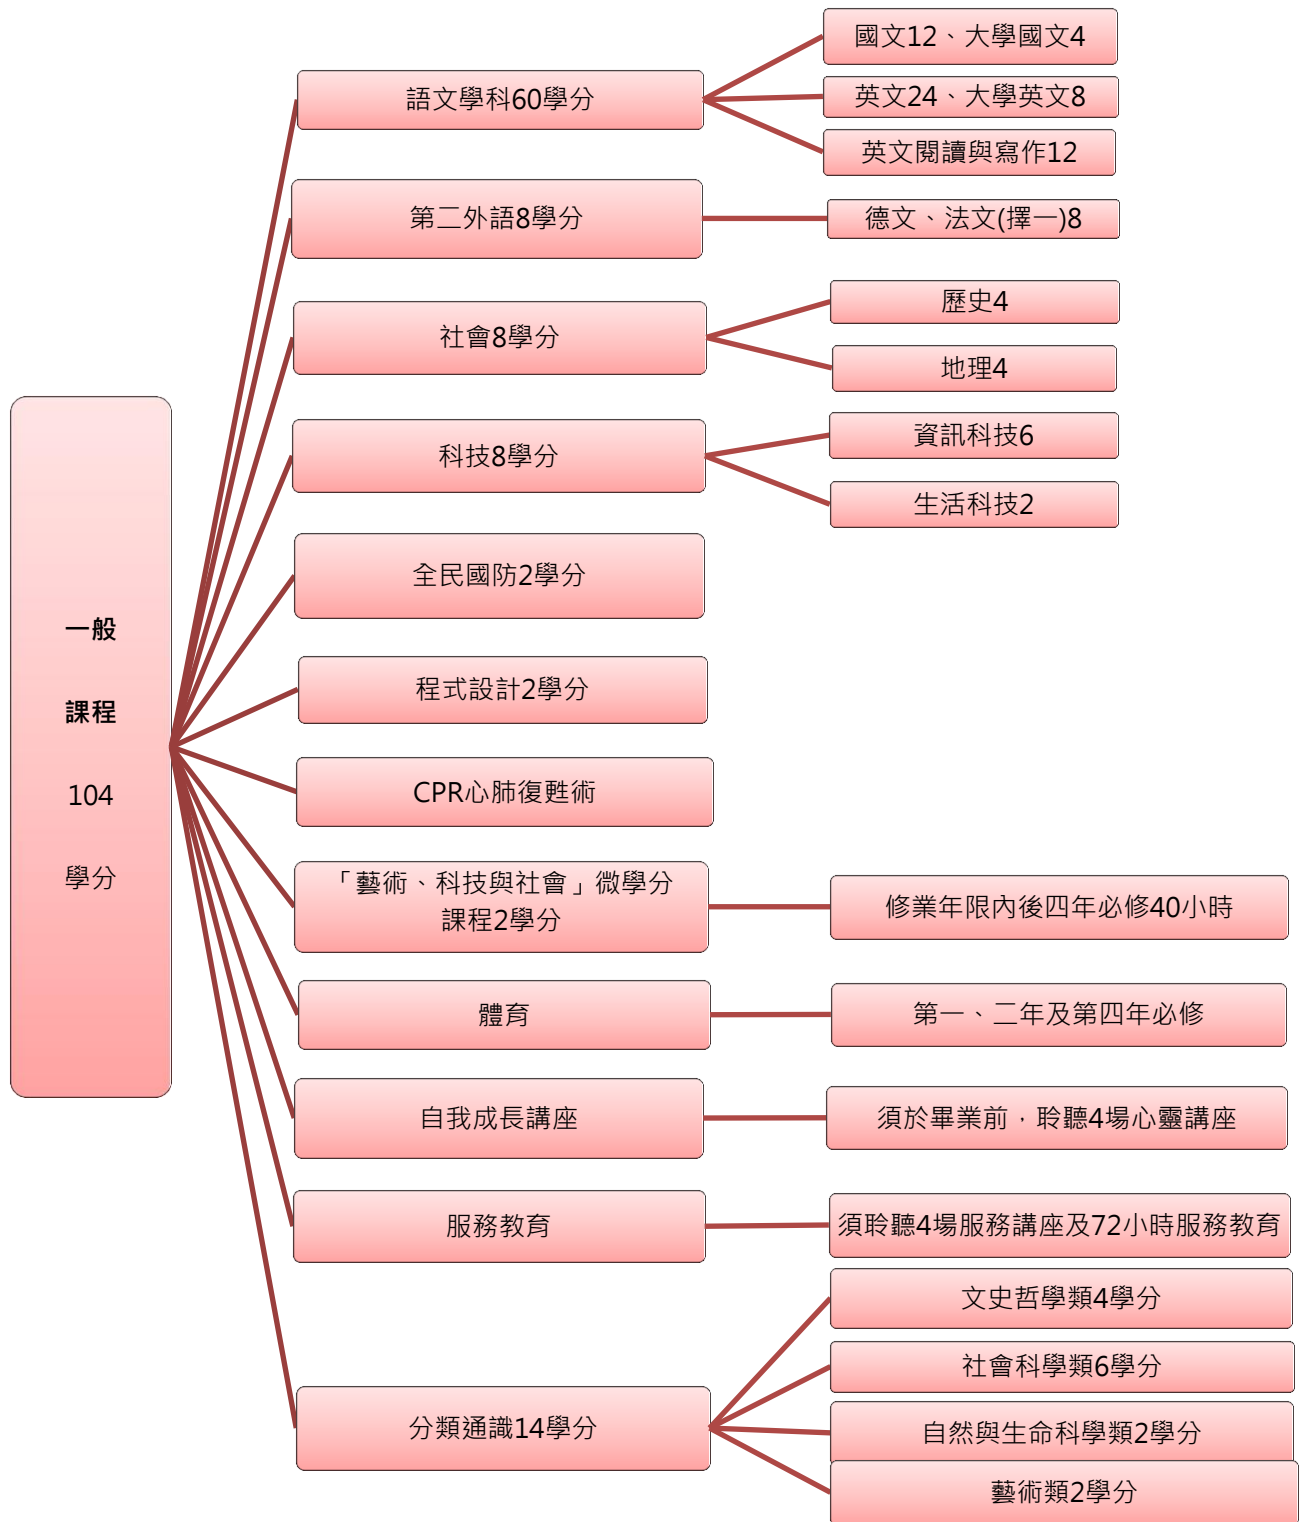 一般
課程
104
學分
語文學科60學分
國文12、大學國文4
英文24、大學英文8
英文閱讀與寫作12
第二外語8學分
德文、法文(擇一)8
社會8學分
歷史4
地理4
科技8學分
資訊科技6
生活科技2
全民國防2學分
程式設計2學分
CPR心肺復甦術
「藝術、科技與社會」微學分
課程2學分
修業年限內後四年必修40小時
體育
第一、二年及第四年必修
自我成長講座
須於畢業前，聆聽4場心靈講座
服務教育
須聆聽4場服務講座及72小時服務教育
分類通識14學分
文史哲學類4學分
社會科學類6學分
自然與生命科學類2學分
藝術類2學分